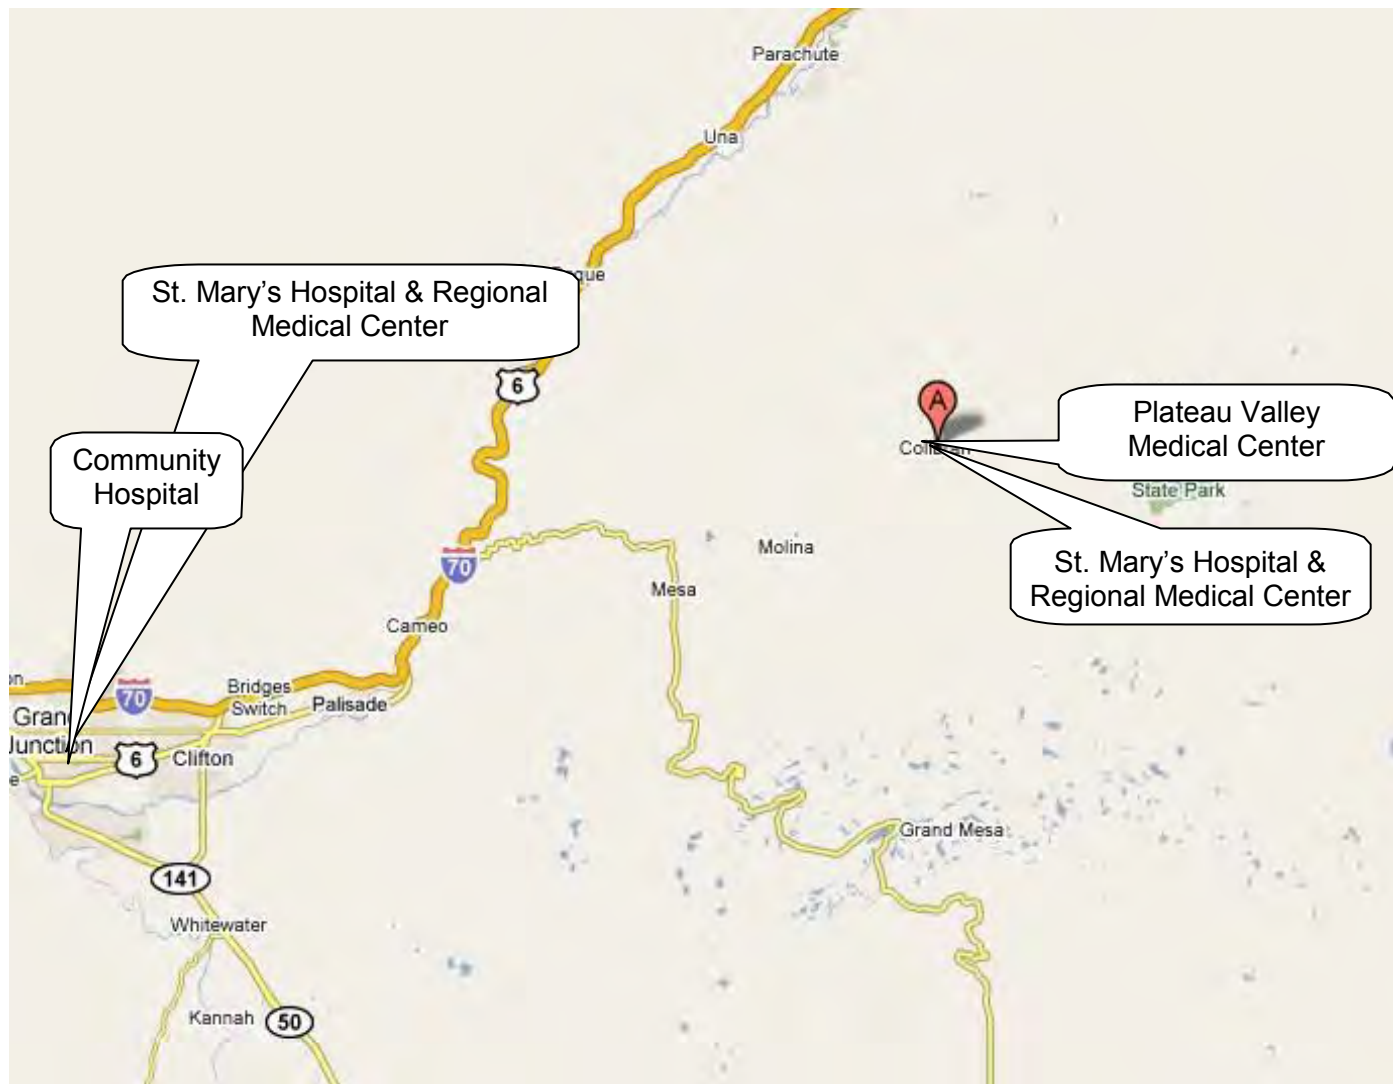 Parachute
Una
St. Mary's Hospital & Regional
Medical Center
6
A
Plateau Valley
Medical Center
Community
Hospital
State Park
Molina
St. Mary's Hospital &
Regional Medical Center
70
Mesa
Cameo
70
Bridges
Switch
Palisade
Junction
6
Clifton
Grand Mesa
141
Whitewater
Kannah
50